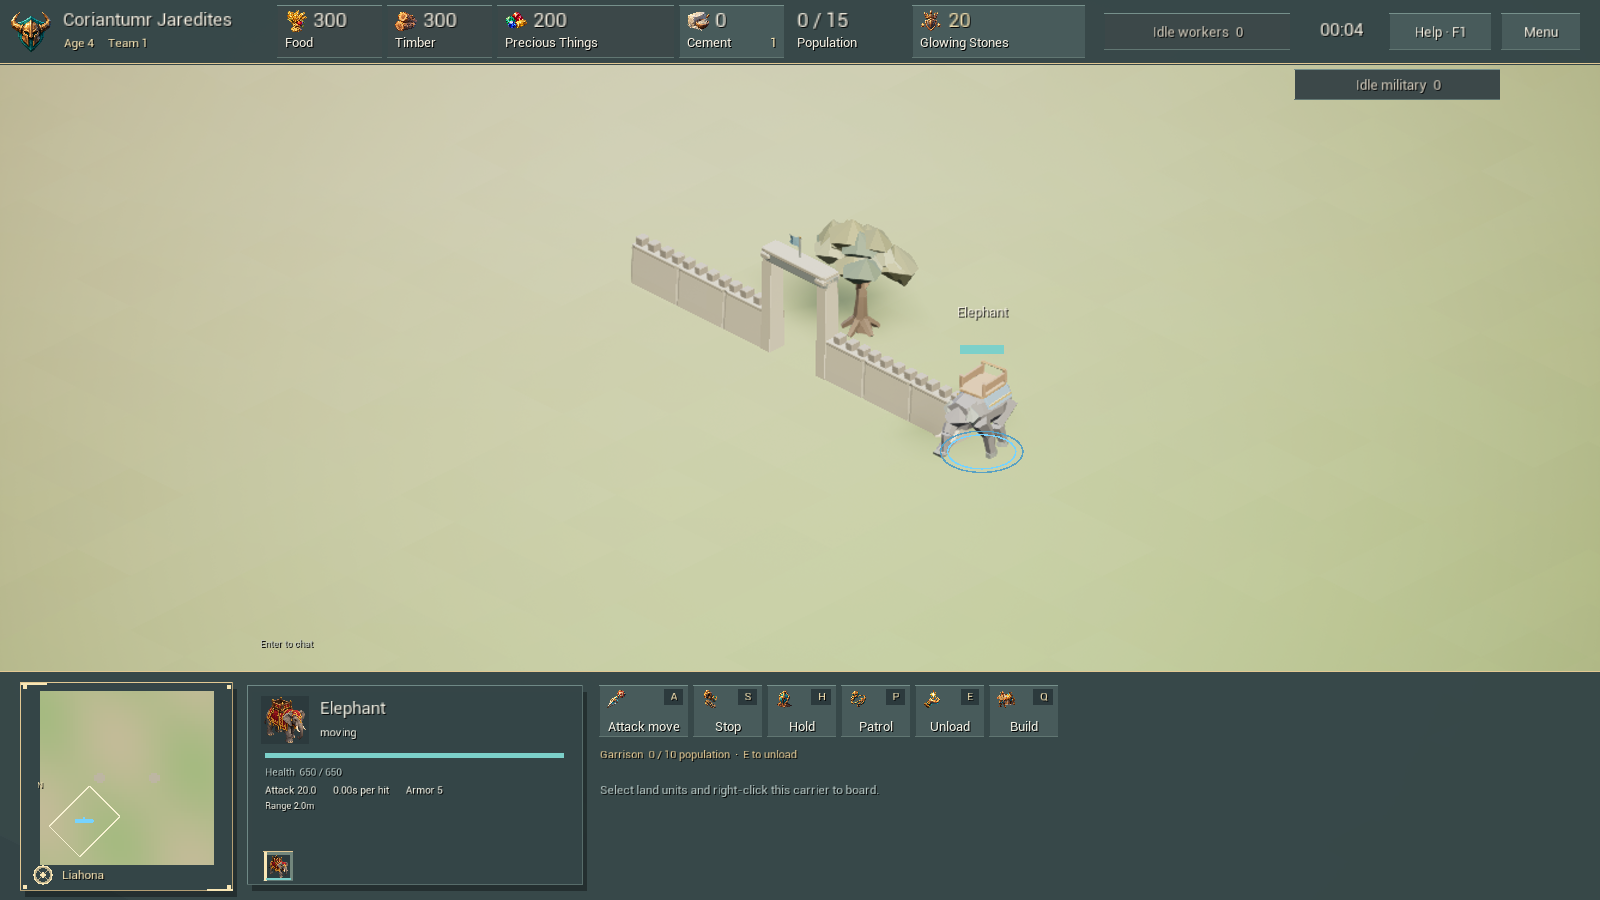 Coriantumr Jaredites
Age 4 Team 1
300
Food
300
Timber
200
Precious Things
0
Cement 1
0 / 15
Population
20
Glowing Stones
Idle workers 0
00:04
Help · F1
Menu
Idle military 0
Elephant
Enter to chat
N
Liahona
Elephant
moving
Health 650 / 650
Attack 20.0 0.00s per hit Armor 5
Range 2.0m
A
Attack move
S
Stop
H
Hold
P
Patrol
E
Unload
Q
Build
Garrison 0 / 10 population · E to unload
Select land units and right-click this carrier to board.